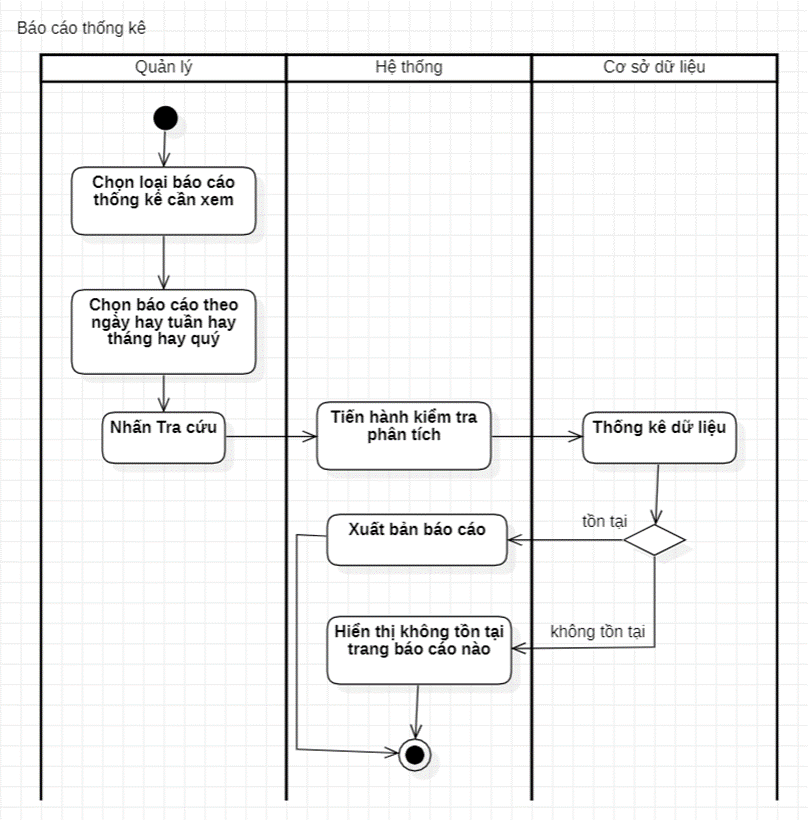 Báo cáo thống kê
Quản lý
Hệ thống
Cơ sở dữ liệu
Chọn loại báo cáo
thống kê cần xem
Chọn báo cáo theo
ngày hay tuần hay
tháng hay quý
Nhấn Tra cứu
Tiến hành kiểm tra
phân tích
Thống kê dữ liệu
tồn tại
Xuất bản báo cáo
không tồn tại
Hiển thị không tồn tại
trang báo cáo nào